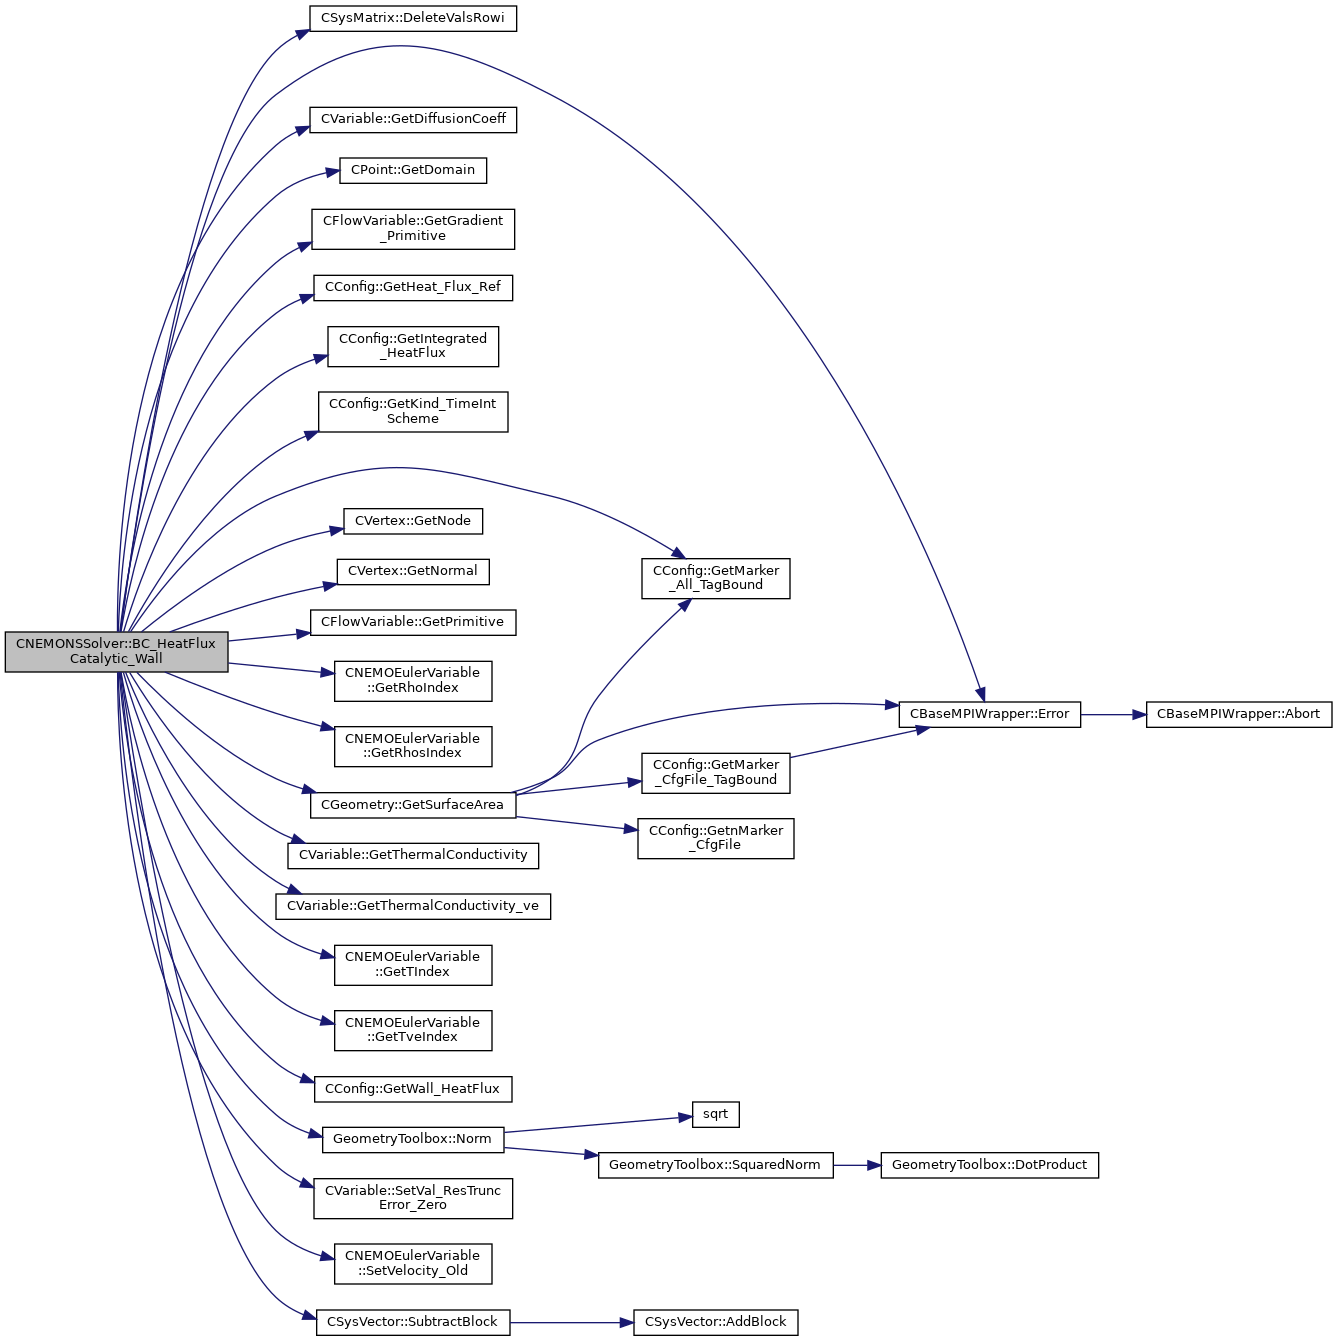 CSysMatrix::DeleteValsRowi
CVariable::GetDiffusionCoeff
CPoint::GetDomain
CFlowVariable::GetGradient
_Primitive
CConfig::GetHeat_Flux_Ref
CConfig::GetIntegrated
_HeatFlux
CConfig::GetKind_TimeInt
Scheme
CVertex::GetNode
CConfig::GetMarker
_All_TagBound
CVertex::GetNormal
CFlowVariable::GetPrimitive
CNEMONSSolver::BC_HeatFlux
Catalytic_Wall
CNEMOEulerVariable
::GetRhoIndex
CBaseMPIWrapper::Error
CBaseMPIWrapper::Abort
CNEMOEulerVariable
::GetRhosIndex
CConfig::GetMarker
_CfgFile_TagBound
CGeometry::GetSurfaceArea
CConfig::GetnMarker
_CfgFile
CVariable::GetThermalConductivity
CVariable::GetThermalConductivity_ve
CNEMOEulerVariable
::GetTIndex
CNEMOEulerVariable
::GetTveIndex
CConfig::GetWall_HeatFlux
sqrt
GeometryToolbox::Norm
GeometryToolbox::SquaredNorm
GeometryToolbox::DotProduct
CVariable::SetVal_ResTrunc
Error_Zero
CNEMOEulerVariable
::SetVelocity_Old
CSysVector::SubtractBlock
CSysVector::AddBlock